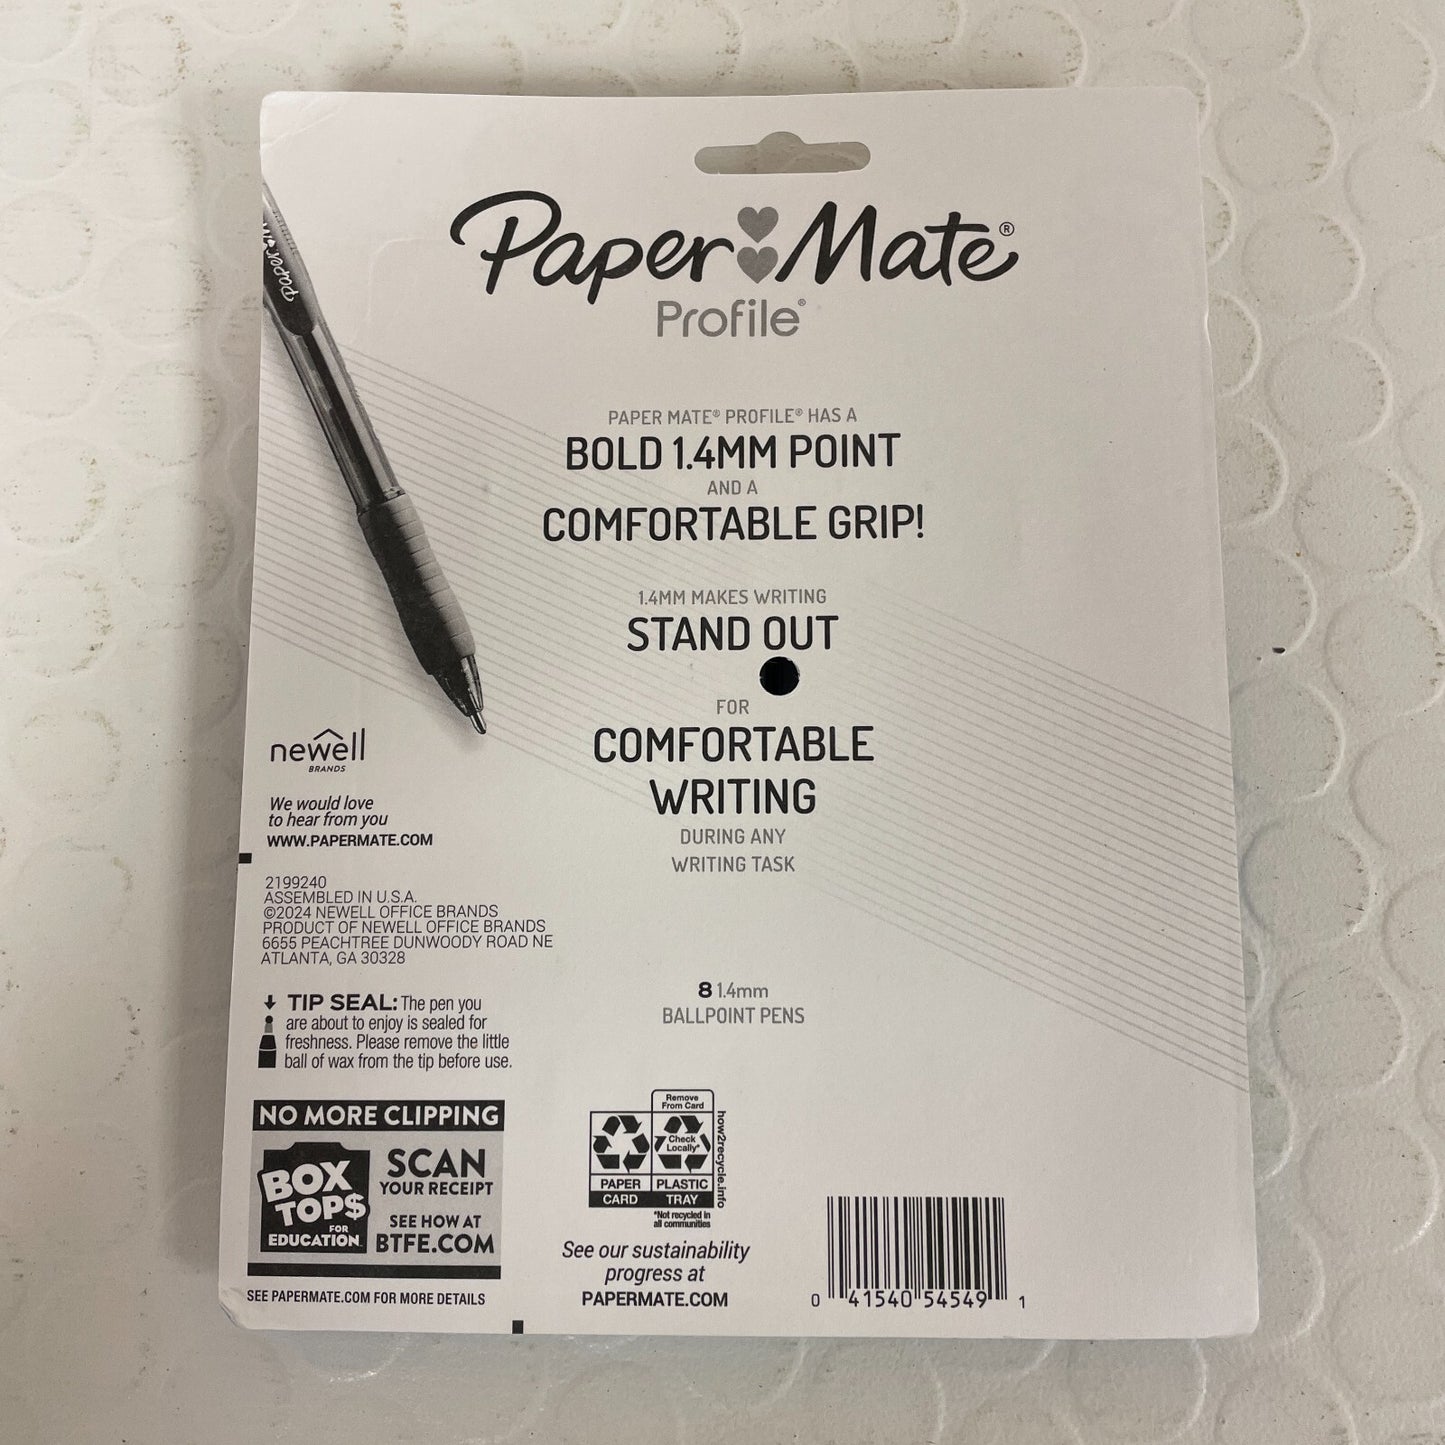 Paper Mate®
Profile®
Paper Mate
PAPER MATE® PROFILE® HAS A
BOLD 1.4MM POINT
AND A
COMFORTABLE GRIP!
1.4MM MAKES WRITING
STAND OUT
FOR
COMFORTABLE
WRITING
DURING ANY
WRITING TASK
newell
BRANDS
We would love
to hear from you
WWW.PAPERMATE.COM
2199240
ASSEMBLED IN U.S.A.
©2024 NEWELL OFFICE BRANDS
PRODUCT OF NEWELL OFFICE BRANDS
6655 PEACHTREE DUNWOODY ROAD NE
ATLANTA, GA 30328
TIP SEAL: The pen you
are about to enjoy is sealed for
freshness. Please remove the little
ball of wax from the tip before use.
8 1.4mm
BALLPOINT PENS
NO MORE CLIPPING
BOX
TOP$
FOR
EDUCATION
SCAN
YOUR RECEIPT
SEE HOW AT
BTFE.COM
SEE PAPERMATE.COM FOR MORE DETAILS
Remove
From Card
Check
Locally*
PAPER
CARD
PLASTIC
TRAY
how2recycle.info
*Not recycled in
all communities
See our sustainability
progress at
PAPERMATE.COM
0 41540 54549 1